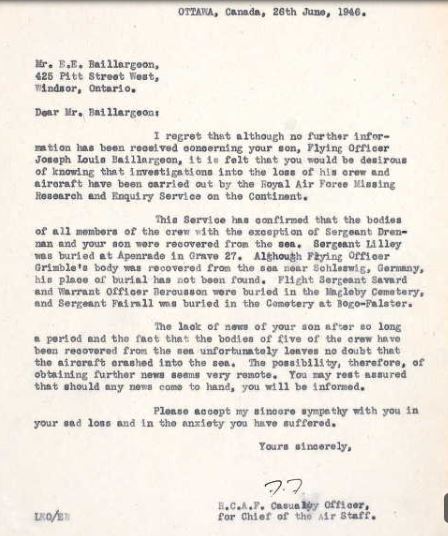 OTTAWA, Canada, 26th June, 1946.
Mr. E.E. Baillargeon,
425 Pitt Street West,
Windsor, Ontario.
Dear Mr. Baillargeon:
I regret that although no further infor-
mation has been received concerning your son, Flying Officer
Joseph Louis Baillargeon, it is felt that you would be desirous
of knowing that investigations into the loss of his crew and
aircraft have been carried out by the Royal Air Force Missing
Research and Enquiry Service on the Continent.
This Service has confirmed that the bodies
of all members of the crew with the exception of Sergeant Dren-
nan and your son were recovered from the sea. Sergeant Lilley
was buried at Apenrade in Grave 27. Although Flying Officer
Grimble's body was recovered from the sea near Schleswig, Germany,
his place of burial has not been found. Flight Sergeant Savard
and Warrant Officer Berousson were buried in the Magleby Cemetery,
and Sergeant Fairall was buried in the Cemetery at Bogo-Falster.
The lack of news of your son after so long
a period and the fact that the bodies of five of the crew have
been recovered from the sea unfortunately leaves no doubt that
the aircraft crashed into the sea. The possibility, therefore, of
obtaining further news seems very remote. You may rest assured
that should any news come to hand, you will be informed.
Please accept my sincere sympathy with you in
your sad loss and in the anxiety you have suffered.
Yours sincerely,
R.C.A.F. Casualty Officer,
for Chief of the Air Staff.